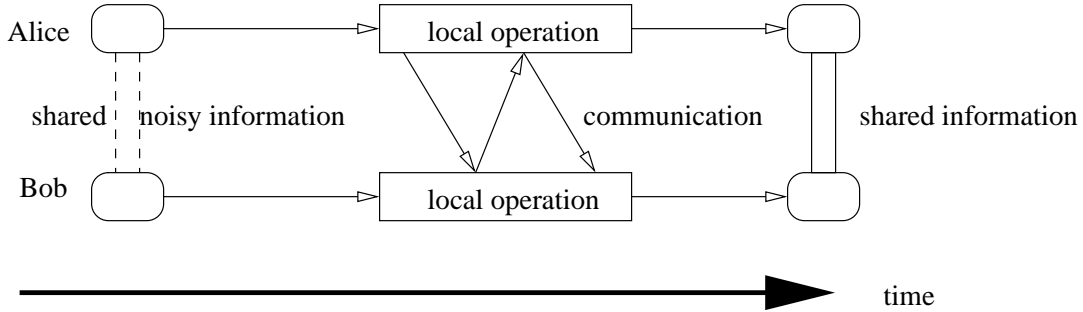 Alice
local operation
shared
noisy information
communication
shared information
Bob
local operation
time